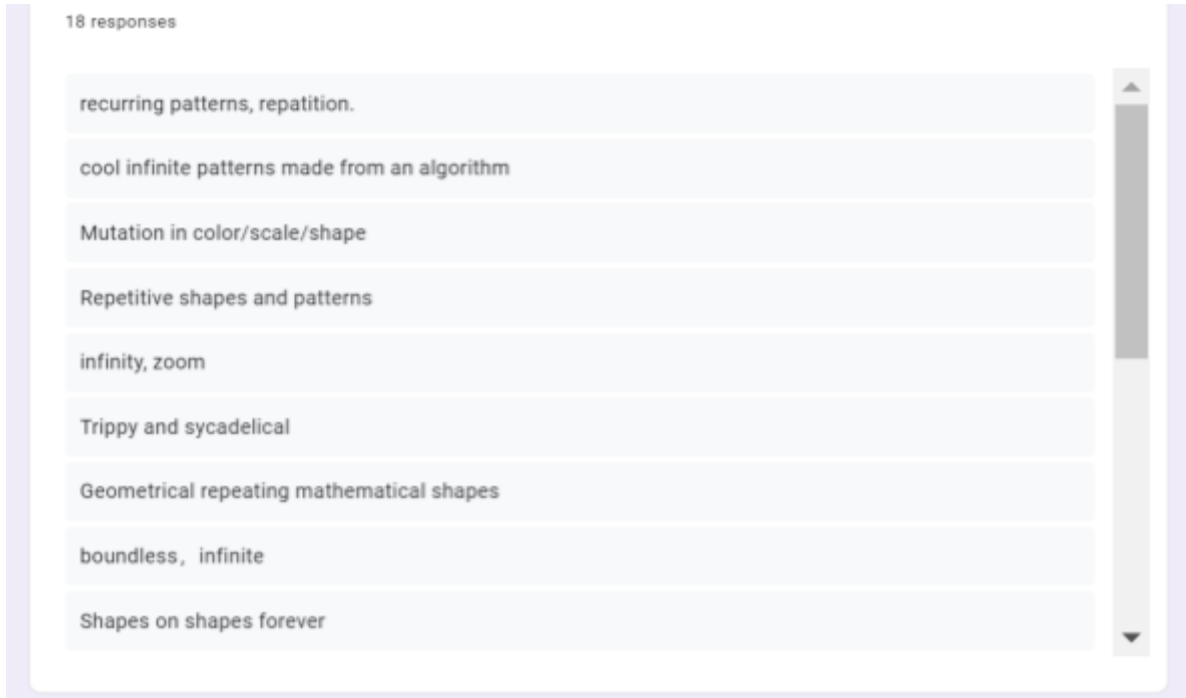 18 responses
recurring patterns, repatition.
cool infinite patterns made from an algorithm
Mutation in color/scale/shape
Repetitive shapes and patterns
infinity, zoom
Trippy and sycadelical
Geometrical repeating mathematical shapes
boundless，infinite
Shapes on shapes forever